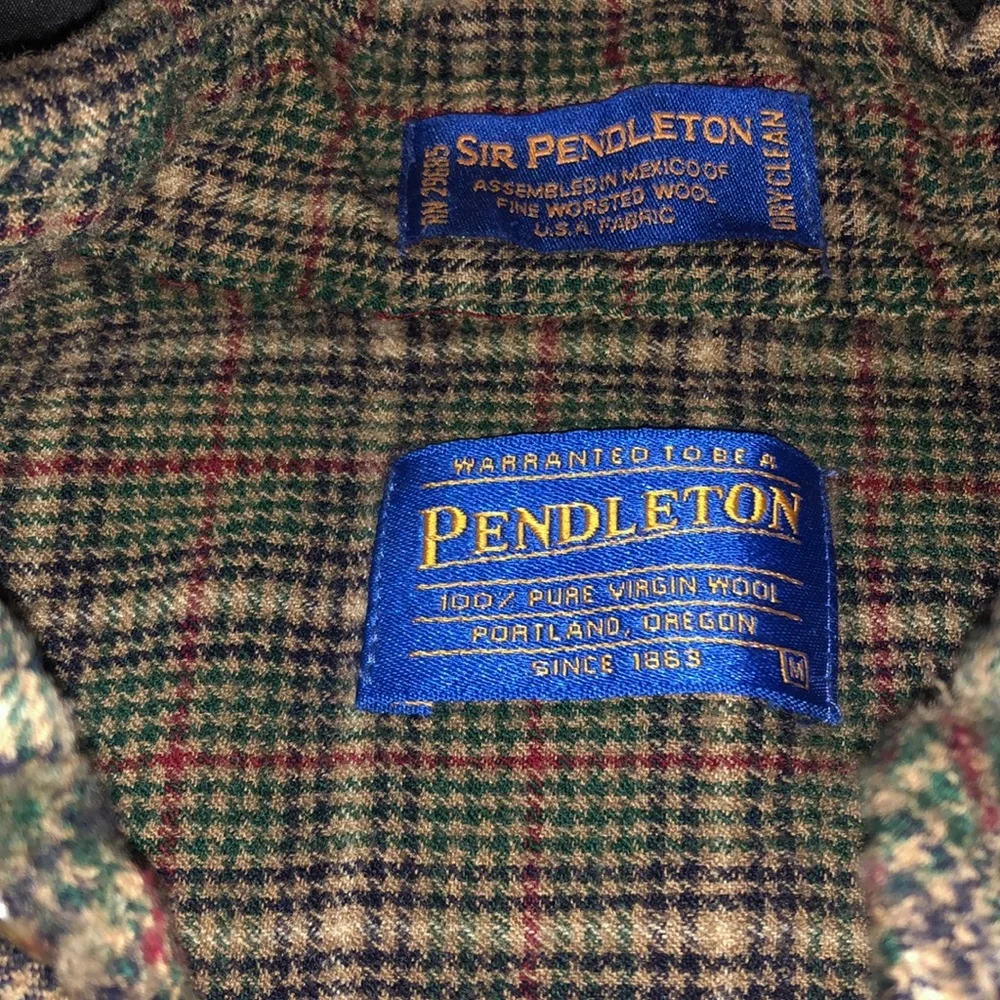 SIR PENDLETON
ASSEMBLED IN MEXICO OF
FINE WORSTED WOOL
U.S.A. FABRIC
RN 29685
DRYCLEAN
WARRANTED TO BE A
PENDLETON
100% PURE VIRGIN WOOL
PORTLAND, OREGON
SINCE 1863
M